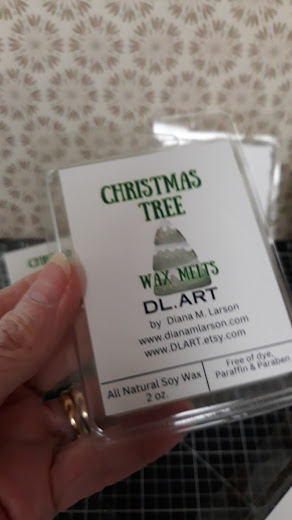 CHRISTMAS
TREE
WAX MELTS
DL.ART
by Diana M. Larson
www.dianamlarson.com
www.DLART.etsy.com
All Natural Soy Wax
2 oz.
Free of dye,
Paraffin & Paraben